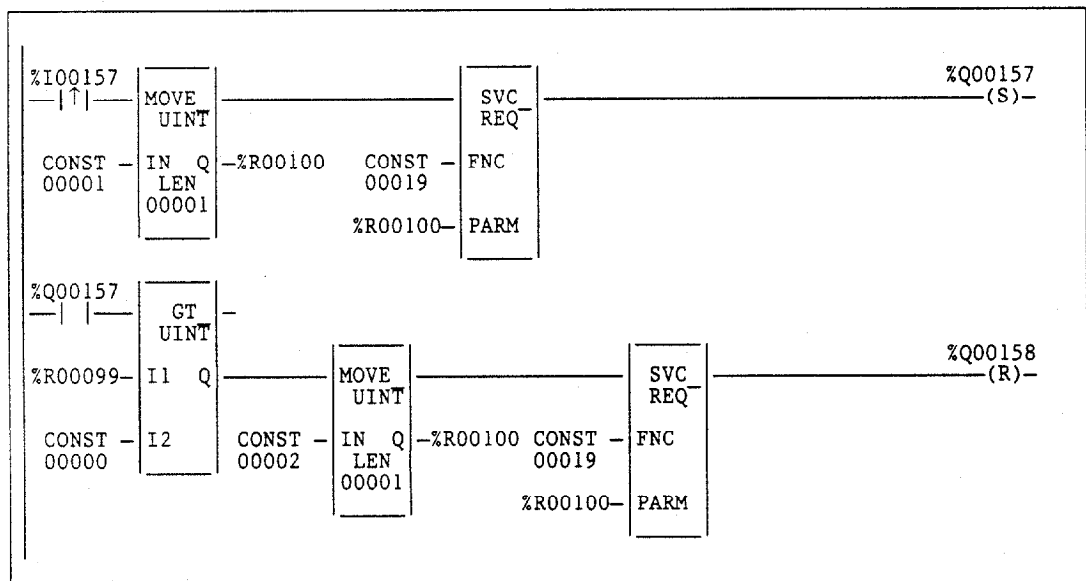 %I00157 %Q00157
↑ MOVE SVC (S)
UINT REQ
CONST IN Q %R00100 CONST FNC
00001 LEN 00019
00001
%R00100 PARM
%Q00157
GT
UINT %Q00158
%R00099 I1 Q MOVE SVC (R)
UINT REQ
CONST I2 CONST IN Q %R00100 CONST FNC
00000 00002 LEN 00019
00001
%R00100 PARM